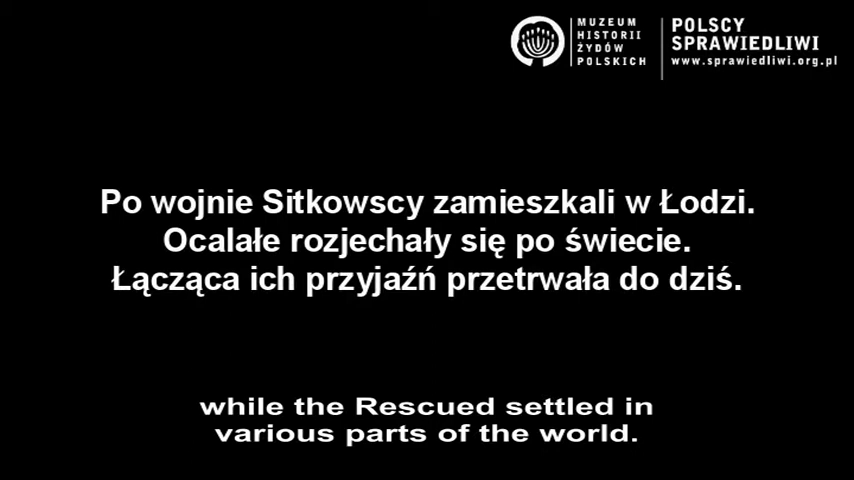 MUZEUM
HISTORII
ŻYDÓW
POLSKICH
POLSCY
SPRAWIEDLIWI
www.sprawiedliwi.org.pl
Po wojnie Sitkowscy zamieszkali w Łodzi.
Ocalałe rozjechały się po świecie.
Łącząca ich przyjaźń przetrwała do dziś.
while the Rescued settled in
various parts of the world.